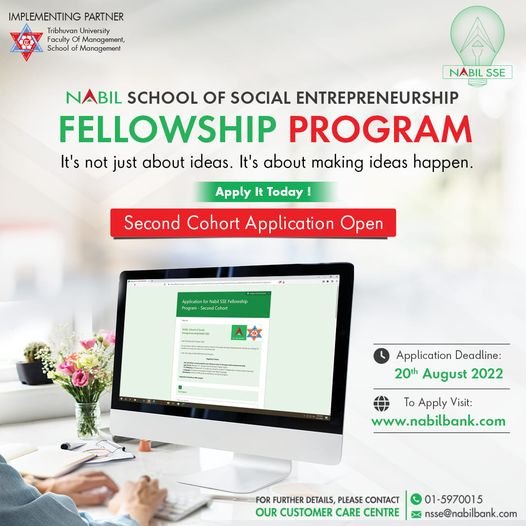 IMPLEMENTING PARTNER
Tribhuvan University
Faculty Of Management,
School of Management
NABIL SSE
NABIL SCHOOL OF SOCIAL ENTREPRENEURSHIP
FELLOWSHIP PROGRAM
It's not just about ideas. It's about making ideas happen.
Apply It Today !
Second Cohort Application Open
Application for Nabil SSE Fellowship
Program - Second Cohort
Application Deadline:
20th August 2022
To Apply Visit:
www.nabilbank.com
FOR FURTHER DETAILS, PLEASE CONTACT
OUR CUSTOMER CARE CENTRE
01-5970015
nsse@nabilbank.com